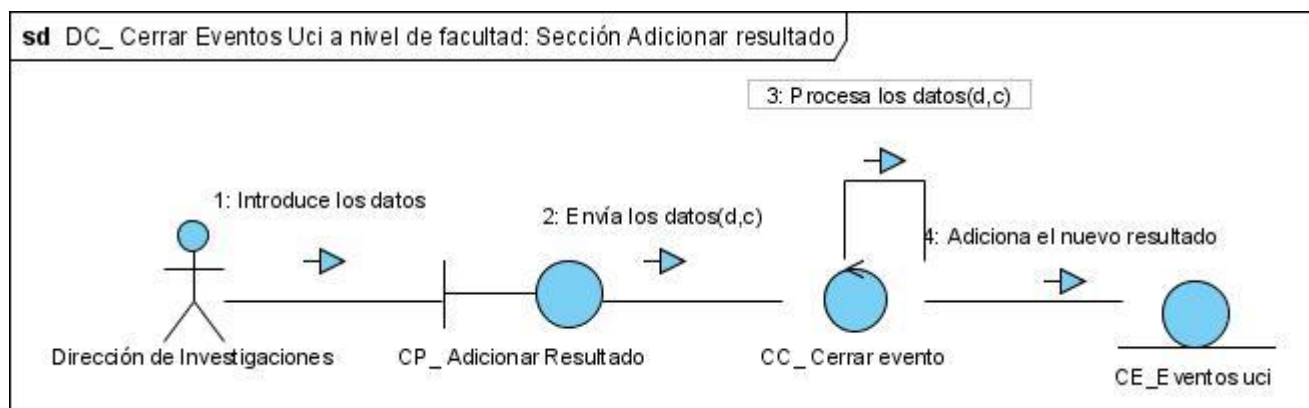 sd DC_ Cerrar Eventos Uci a nivel de facultad: Sección Adicionar resultado
3: Procesa los datos(d,c)
1: Introduce los datos
2: Envía los datos(d,c)
4: Adiciona el nuevo resultado
Dirección de Investigaciones
CP_ Adicionar Resultado
CC_ Cerrar evento
CE_Eventos uci